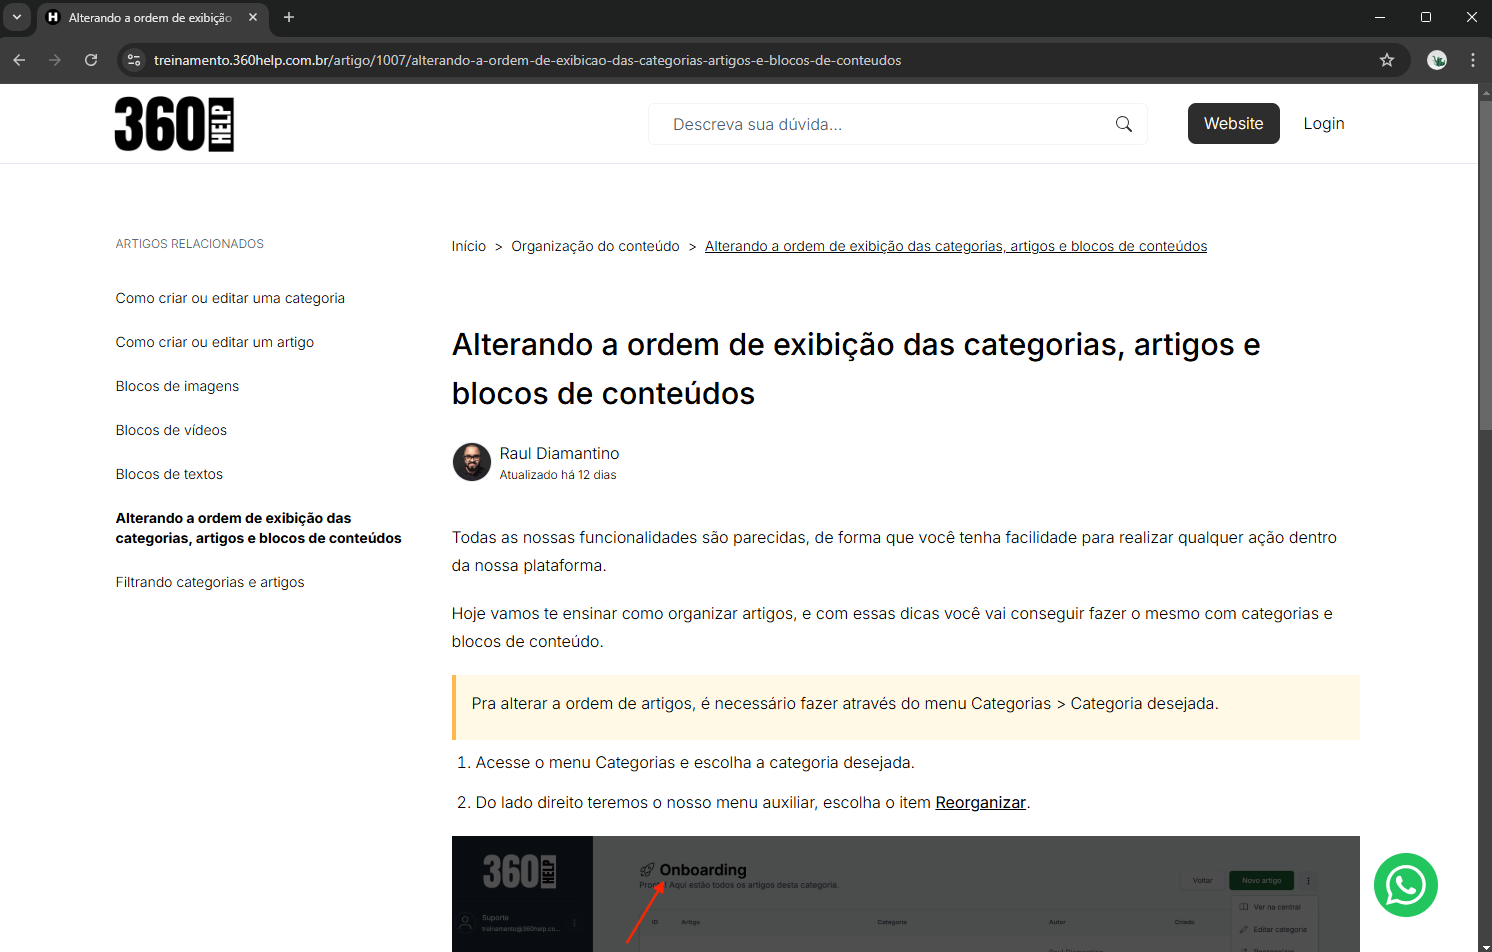 Alterando a ordem de exibição
treinamento.360help.com.br/artigo/1007/alterando-a-ordem-de-exibicao-das-categorias-artigos-e-blocos-de-conteudos
360 HELP
Descreva sua dúvida...
Website
Login
ARTIGOS RELACIONADOS
Como criar ou editar uma categoria
Como criar ou editar um artigo
Blocos de imagens
Blocos de vídeos
Blocos de textos
Alterando a ordem de exibição das
categorias, artigos e blocos de conteúdos
Filtrando categorias e artigos
Início > Organização do conteúdo > Alterando a ordem de exibição das categorias, artigos e blocos de conteúdos
Alterando a ordem de exibição das categorias, artigos e
blocos de conteúdos
Raul Diamantino
Atualizado há 12 dias
Todas as nossas funcionalidades são parecidas, de forma que você tenha facilidade para realizar qualquer ação dentro
da nossa plataforma.
Hoje vamos te ensinar como organizar artigos, e com essas dicas você vai conseguir fazer o mesmo com categorias e
blocos de conteúdo.
Pra alterar a ordem de artigos, é necessário fazer através do menu Categorias > Categoria desejada.
1. Acesse o menu Categorias e escolha a categoria desejada.
2. Do lado direito teremos o nosso menu auxiliar, escolha o item Reorganizar.
360 HELP
Onboarding
Aqui estão todos os artigos desta categoria.
Voltar
Novo artigo
Ver na central
Editar categoria
Suporte
treinamento@360help.co...
ID
Artigo
Categoria
Autor
Criado